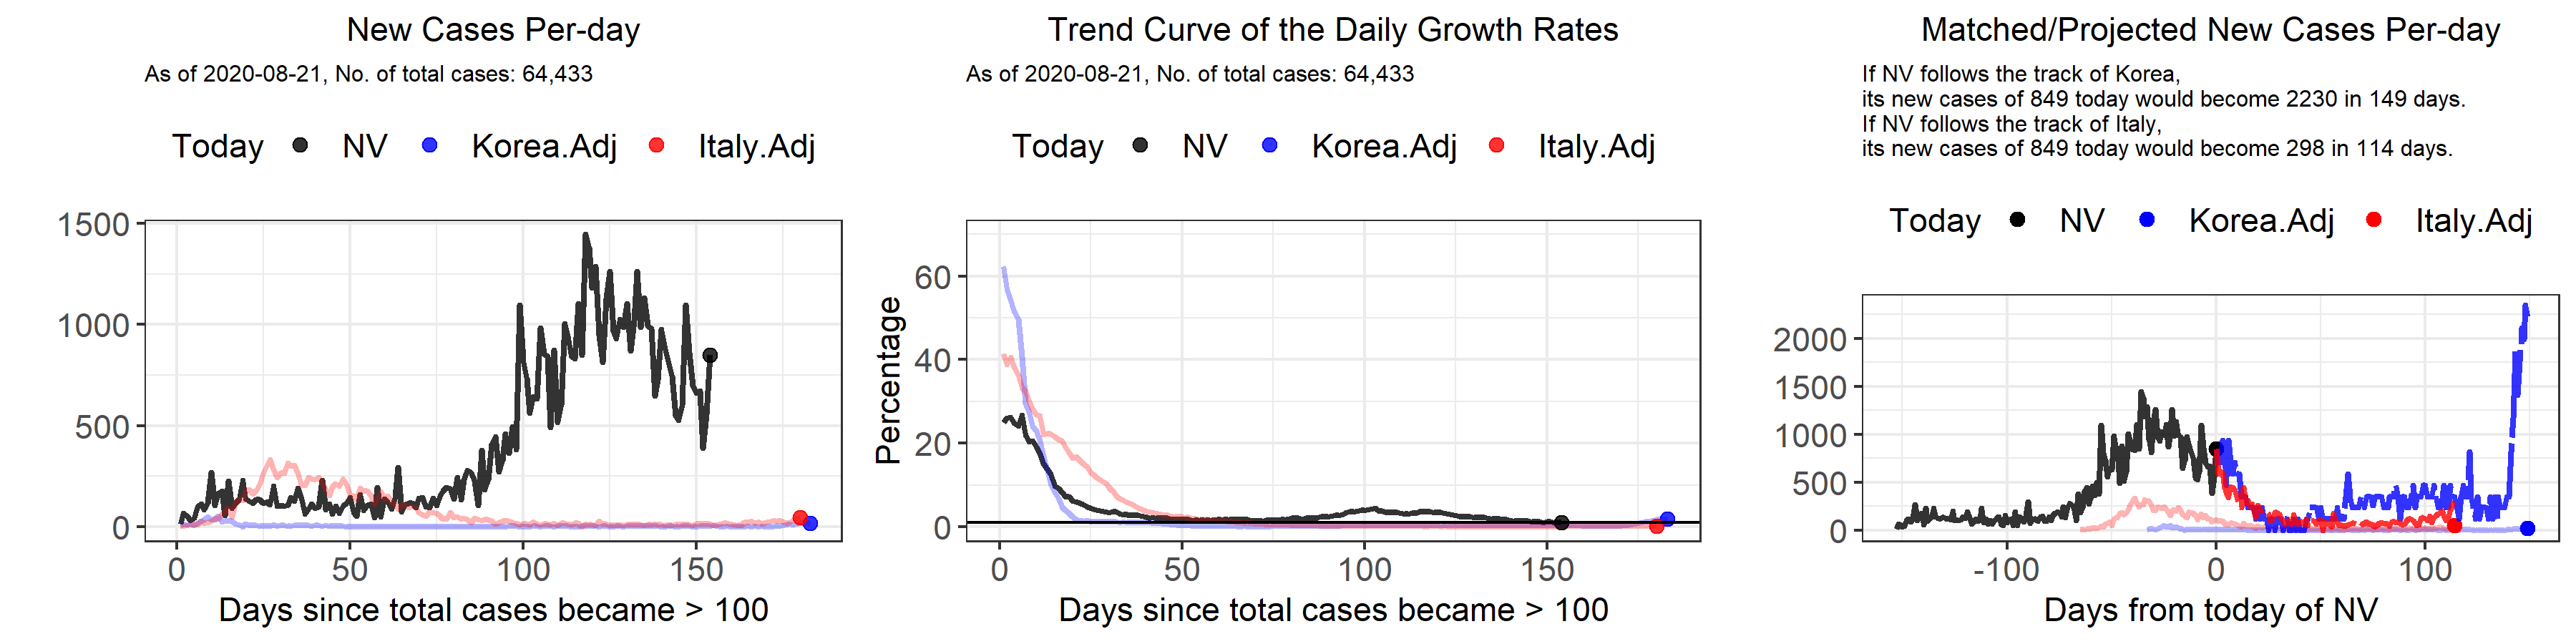 New Cases Per-day
As of 2020-08-21, No. of total cases: 64,433
Today NV Korea.Adj Italy.Adj
1500
1000
500
0
0 50 100 150
Days since total cases became > 100
Trend Curve of the Daily Growth Rates
As of 2020-08-21, No. of total cases: 64,433
Today NV Korea.Adj Italy.Adj
Percentage
60
40
20
0
0 50 100 150
Days since total cases became > 100
Matched/Projected New Cases Per-day
If NV follows the track of Korea,
its new cases of 849 today would become 2230 in 149 days.
If NV follows the track of Italy,
its new cases of 849 today would become 298 in 114 days.
Today NV Korea.Adj Italy.Adj
2000
1500
1000
500
0
-100 0 100
Days from today of NV